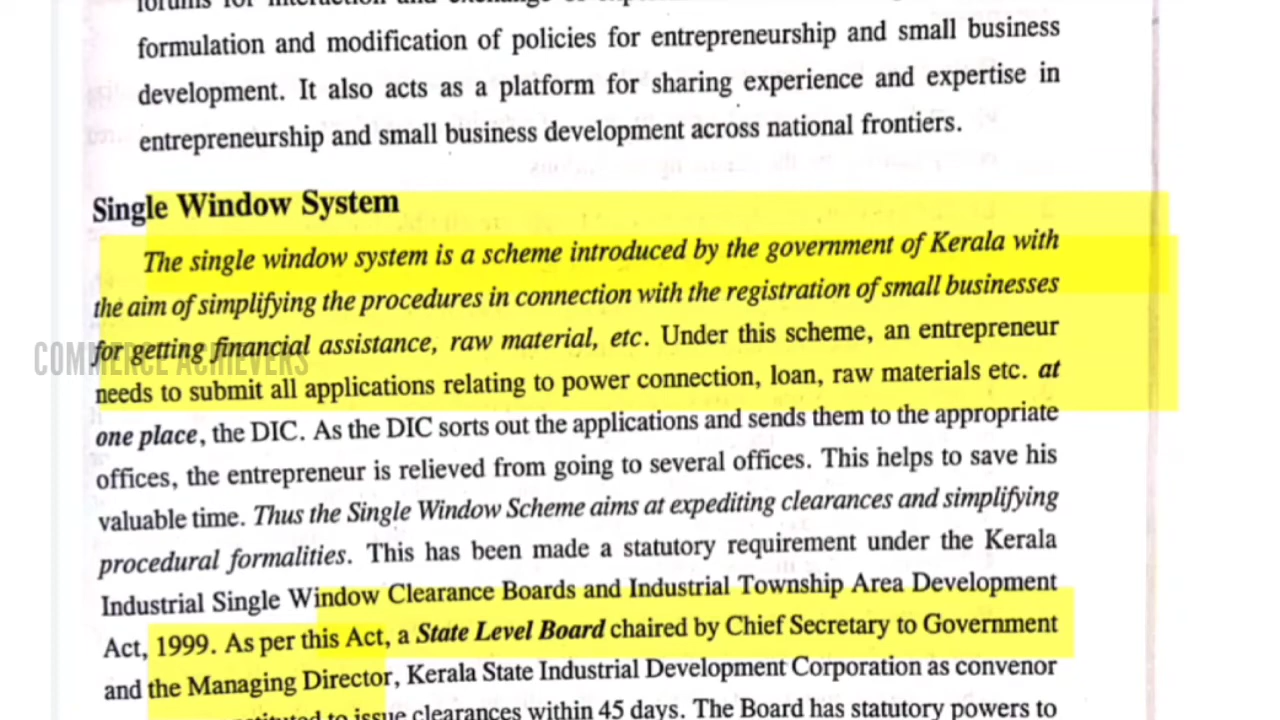 formulation and modification of policies for entrepreneurship and small business
development. It also acts as a platform for sharing experience and expertise in
entrepreneurship and small business development across national frontiers.
Single Window System
The single window system is a scheme introduced by the government of Kerala with
the aim of simplifying the procedures in connection with the registration of small businesses
for getting financial assistance, raw material, etc. Under this scheme, an entrepreneur
COMMERCE ACHIEVERS
needs to submit all applications relating to power connection, loan, raw materials etc. at
one place, the DIC. As the DIC sorts out the applications and sends them to the appropriate
offices, the entrepreneur is relieved from going to several offices. This helps to save his
valuable time. Thus the Single Window Scheme aims at expediting clearances and simplifying
procedural formalities. This has been made a statutory requirement under the Kerala
Industrial Single Window Clearance Boards and Industrial Township Area Development
Act, 1999. As per this Act, a State Level Board chaired by Chief Secretary to Government
and the Managing Director, Kerala State Industrial Development Corporation as convenor
to issue clearances within 45 days. The Board has statutory powers to